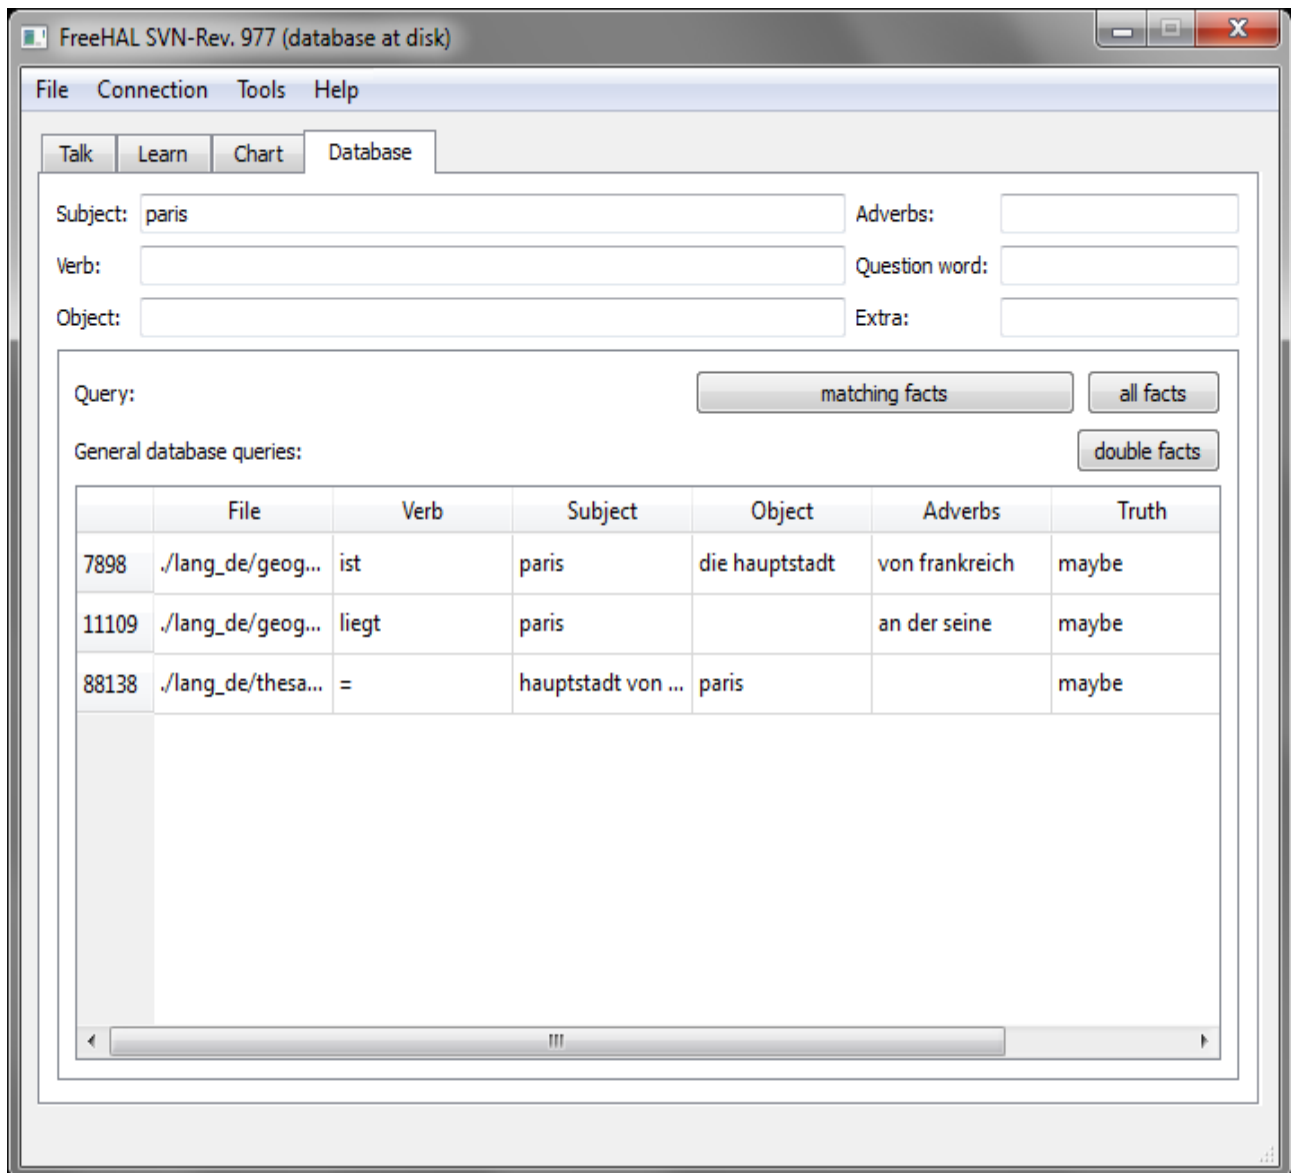 FreeHAL SVN-Rev. 977 (database at disk)
File Connection Tools Help
Talk Learn Chart Database
Subject: paris Adverbs:
Verb: Question word:
Object: Extra:
Query: matching facts all facts
General database queries: double facts
File Verb Subject Object Adverbs Truth
7898 ./lang_de/geog... ist paris die hauptstadt von frankreich maybe
11109 ./lang_de/geog... liegt paris an der seine maybe
88138 ./lang_de/thesa... = hauptstadt von ... paris maybe